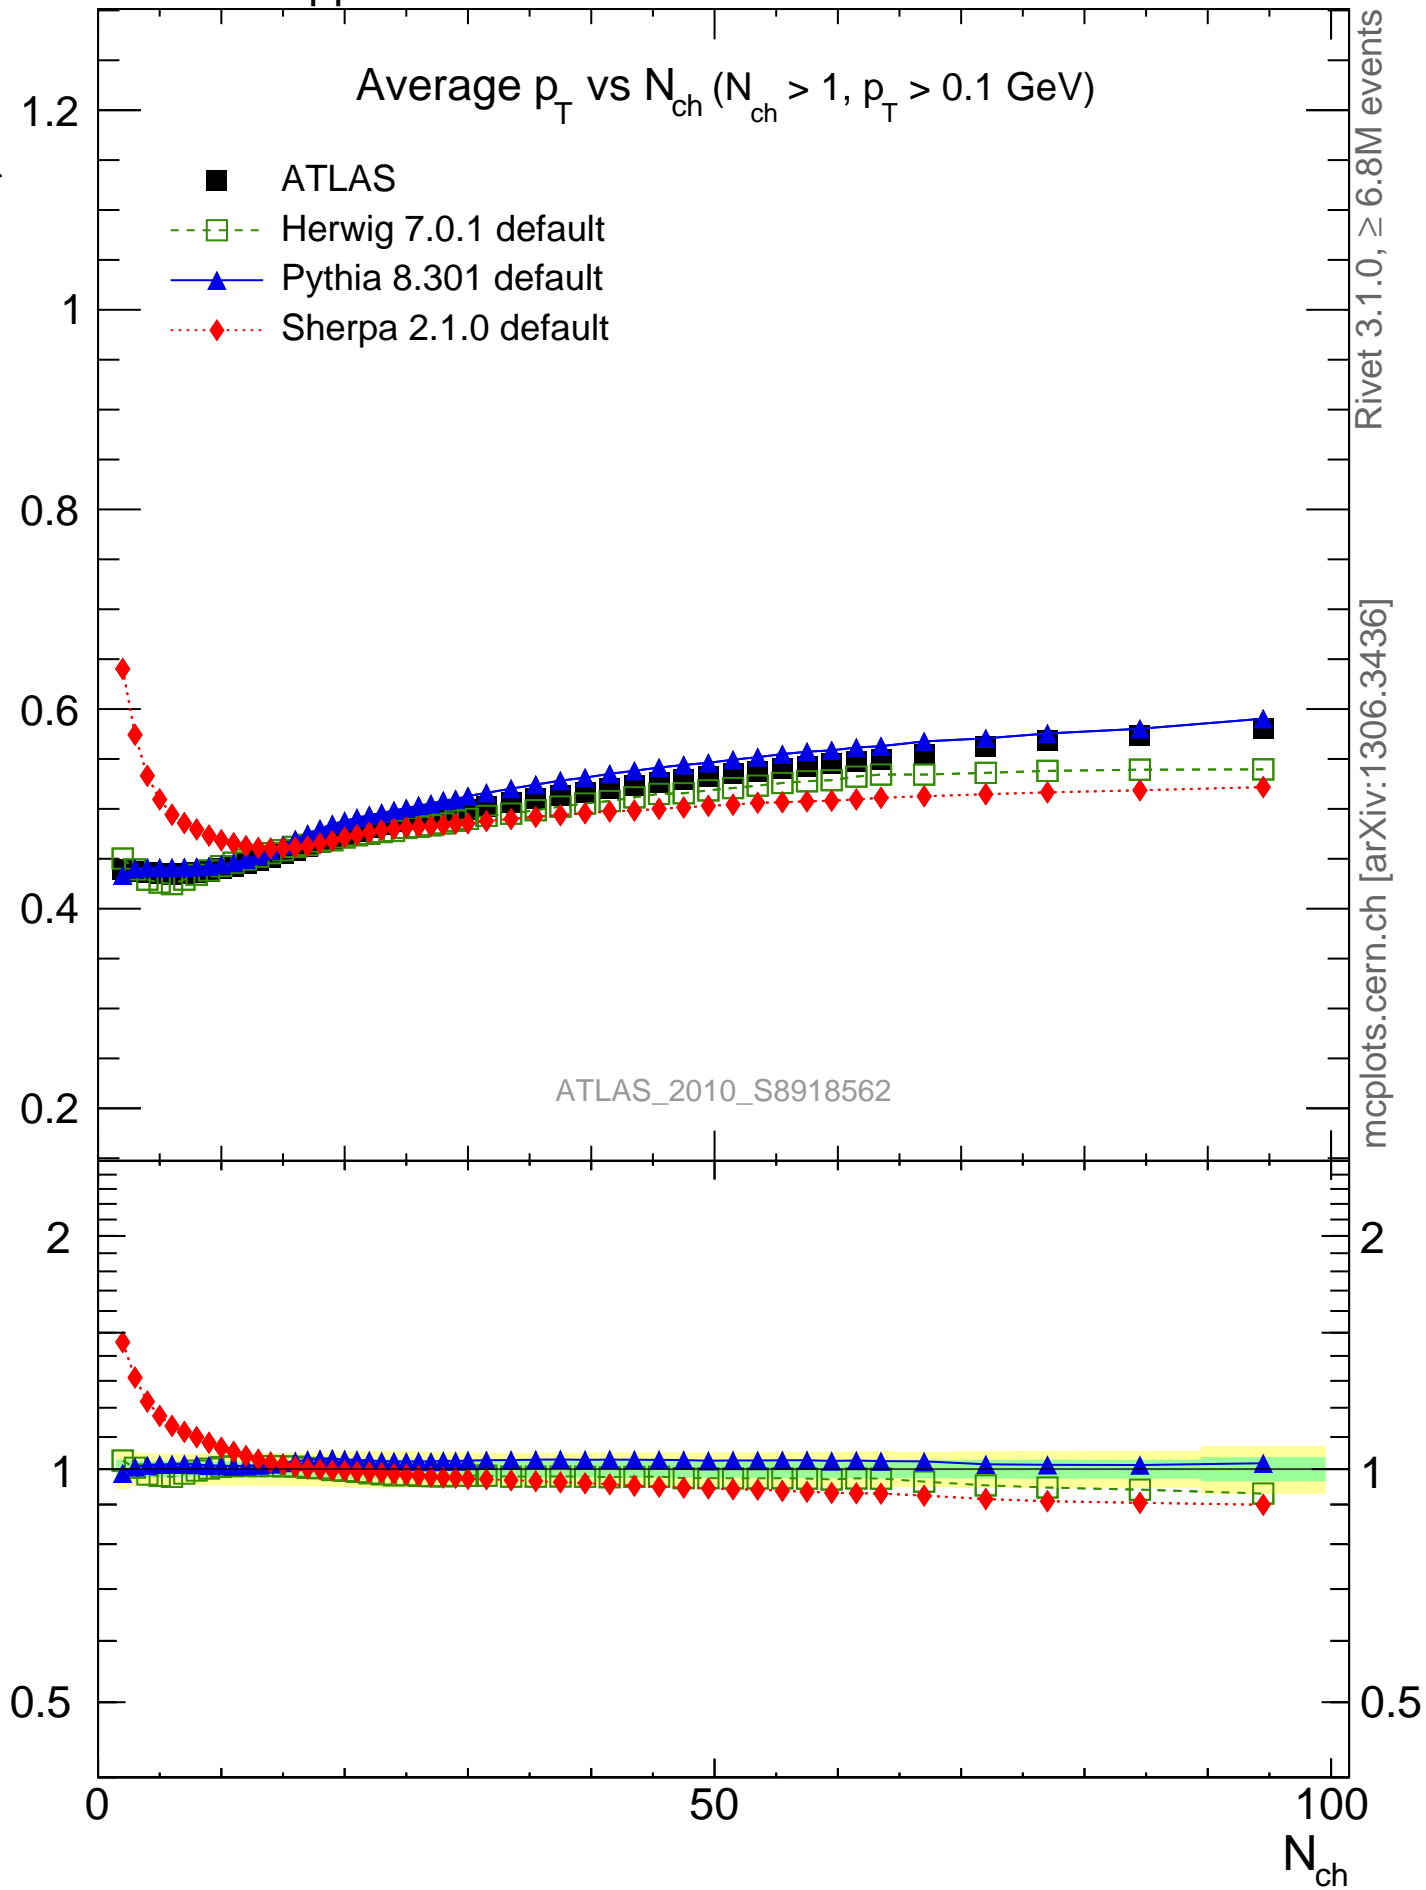 Average p_T vs N_ch (N_ch > 1, p_T > 0.1 GeV)
ATLAS
Herwig 7.0.1 default
Pythia 8.301 default
Sherpa 2.1.0 default
1.2
1
0.8
0.6
0.4
0.2
ATLAS_2010_S8918562
Rivet 3.1.0, ≥ 6.8M events
mcplots.cern.ch [arXiv:1306.3436]
2 2
1 1
0.5 0.5
0 50 100
N_ch